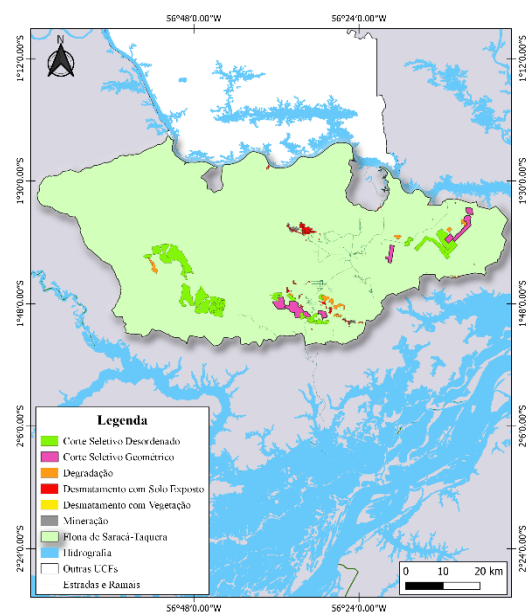 56°48'0.00"W 56°24'0.00"W
N
1°12'0.00"S 1°12'0.00"S
1°30'0.00"S 1°30'0.00"S
1°48'0.00"S 1°48'0.00"S
2°6'0.00"S 2°6'0.00"S
2°24'0.00"S 2°24'0.00"S
Legenda
Corte Seletivo Desordenado
Corte Seletivo Geométrico
Degradação
Desmatamento com Solo Exposto
Desmatamento com Vegetação
Mineração
Flona de Saracá-Taquera
Hidrografia
Outras UCFs
Estradas e Ramais
0 10 20 km
56°48'0.00"W 56°24'0.00"W